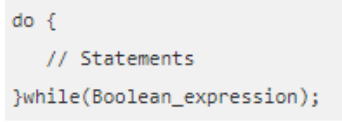 do {
   // Statements
}while(Boolean_expression);